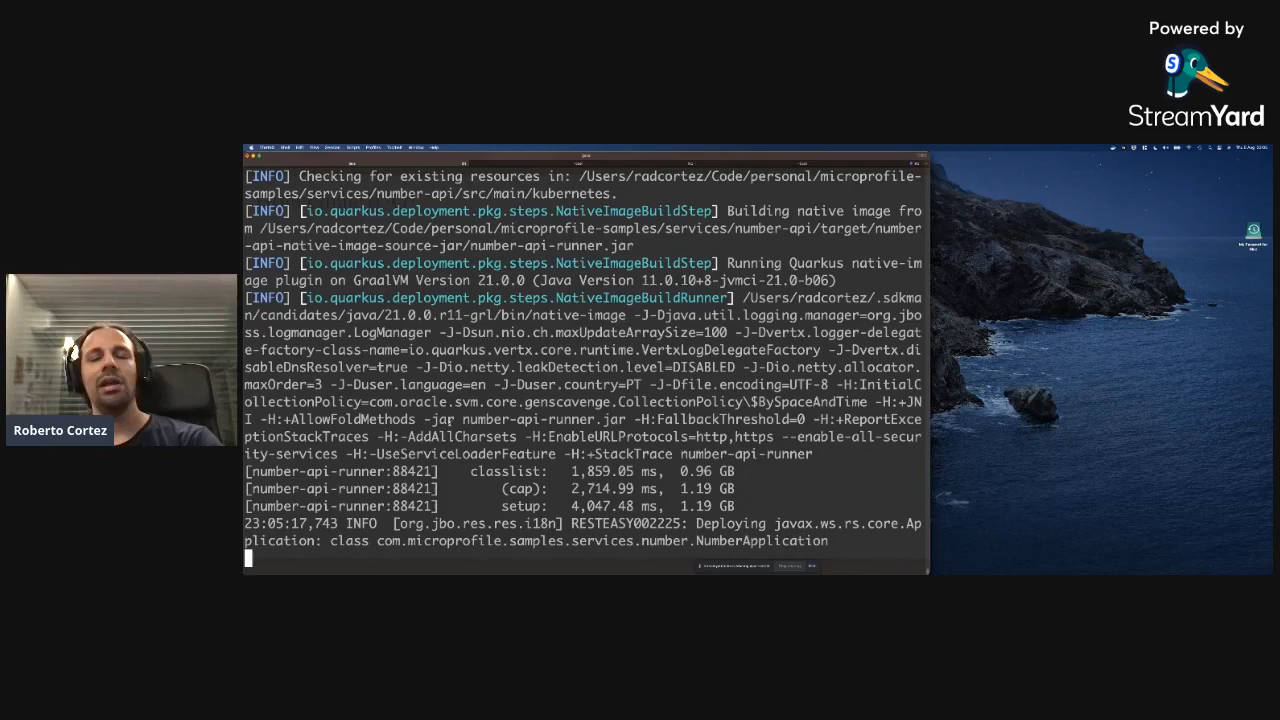 Powered by
S
StreamYard
[INFO] Checking for existing resources in: /Users/radcortez/Code/personal/microprofile-
samples/services/number-api/src/main/kubernetes.
[INFO] [io.quarkus.deployment.pkg.steps.NativeImageBuildStep] Building native image fro
m /Users/radcortez/Code/personal/microprofile-samples/services/number-api/target/number
-api-native-image-source-jar/number-api-runner.jar
[INFO] [io.quarkus.deployment.pkg.steps.NativeImageBuildStep] Running Quarkus native-im
age plugin on GraalVM Version 21.0.0 (Java Version 11.0.10+8-jvmci-21.0-b06)
[INFO] [io.quarkus.deployment.pkg.steps.NativeImageBuildRunner] /Users/radcortez/.sdkma
n/candidates/java/21.0.0.r11-grl/bin/native-image -J-Djava.util.logging.manager=org.jbo
ss.logmanager.LogManager -J-Dsun.nio.ch.maxUpdateArraySize=100 -J-Dvertx.logger-delegat
e-factory-class-name=io.quarkus.vertx.core.runtime.VertxLogDelegateFactory -J-Dvertx.di
sableDnsResolver=true -J-Dio.netty.leakDetection.level=DISABLED -J-Dio.netty.allocator.
maxOrder=3 -J-Duser.language=en -J-Duser.country=PT -J-Dfile.encoding=UTF-8 -H:InitialC
ollectionPolicy=com.oracle.svm.core.genscavenge.CollectionPolicy\$BySpaceAndTime -H:+JN
I -H:+AllowFoldMethods -jar number-api-runner.jar -H:FallbackThreshold=0 -H:+ReportExce
ptionStackTraces -H:-AddAllCharsets -H:EnableURLProtocols=http,https --enable-all-secur
ity-services -H:-UseServiceLoaderFeature -H:+StackTrace number-api-runner
[number-api-runner:88421]    classlist:   1,859.05 ms,  0.96 GB
[number-api-runner:88421]        (cap):   2,714.99 ms,  1.19 GB
[number-api-runner:88421]        setup:   4,047.48 ms,  1.19 GB
23:05:17,743 INFO  [org.jbo.res.res.i18n] RESTEASY002225: Deploying javax.ws.rs.core.Ap
plication: class com.microprofile.samples.services.number.NumberApplication
Roberto Cortez